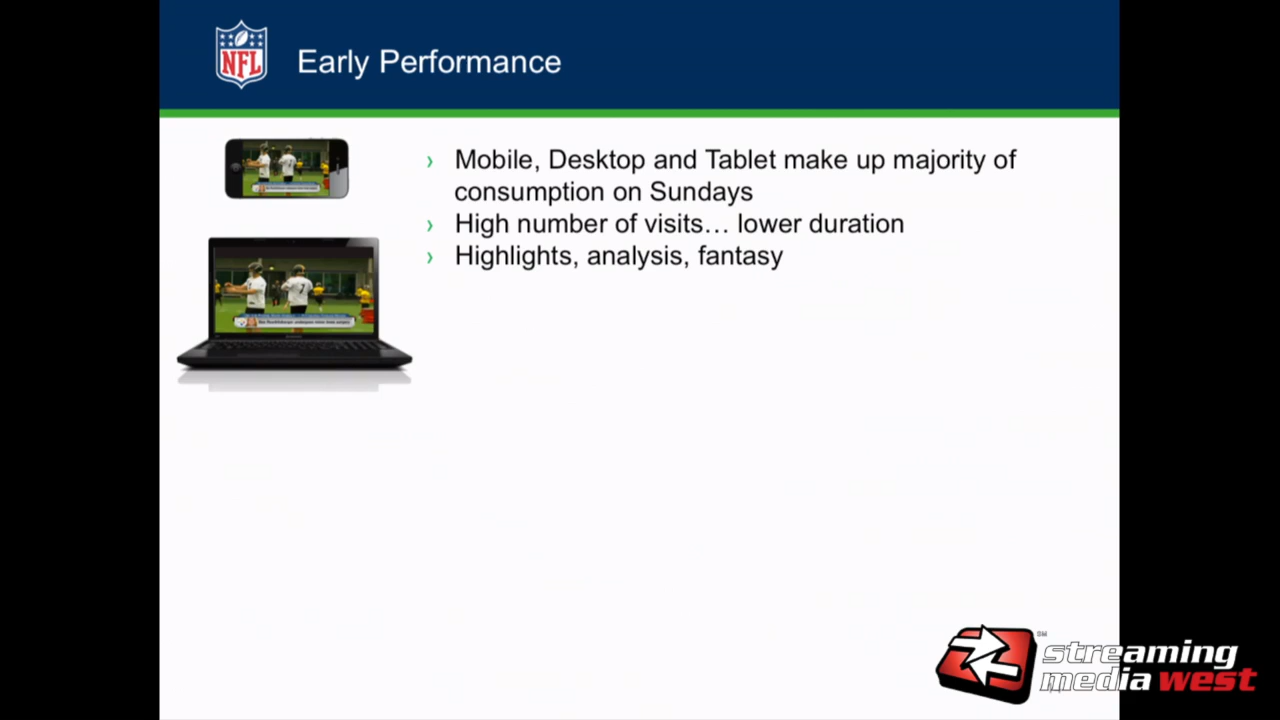 NFL
Early Performance
› Mobile, Desktop and Tablet make up majority of
consumption on Sundays
› High number of visits… lower duration
› Highlights, analysis, fantasy
SM
streaming
media west